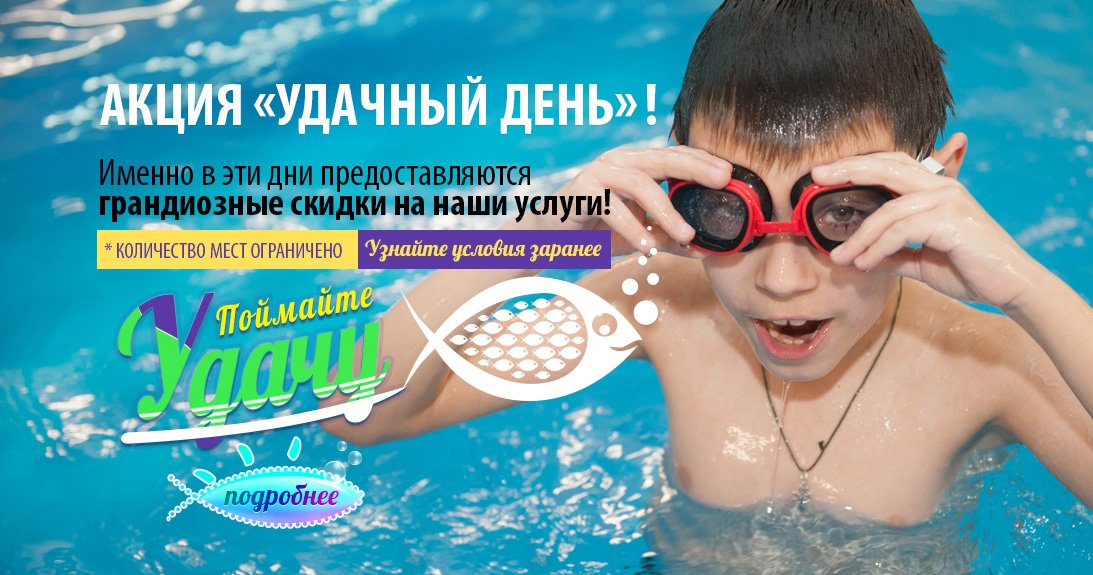 АКЦИЯ «УДАЧНЫЙ ДЕНЬ»!
Именно в эти дни предоставляются
грандиозные скидки на наши услуги!
* КОЛИЧЕСТВО МЕСТ ОГРАНИЧЕНО Узнайте условия заранее
Поймайте
Удачу
подробнее